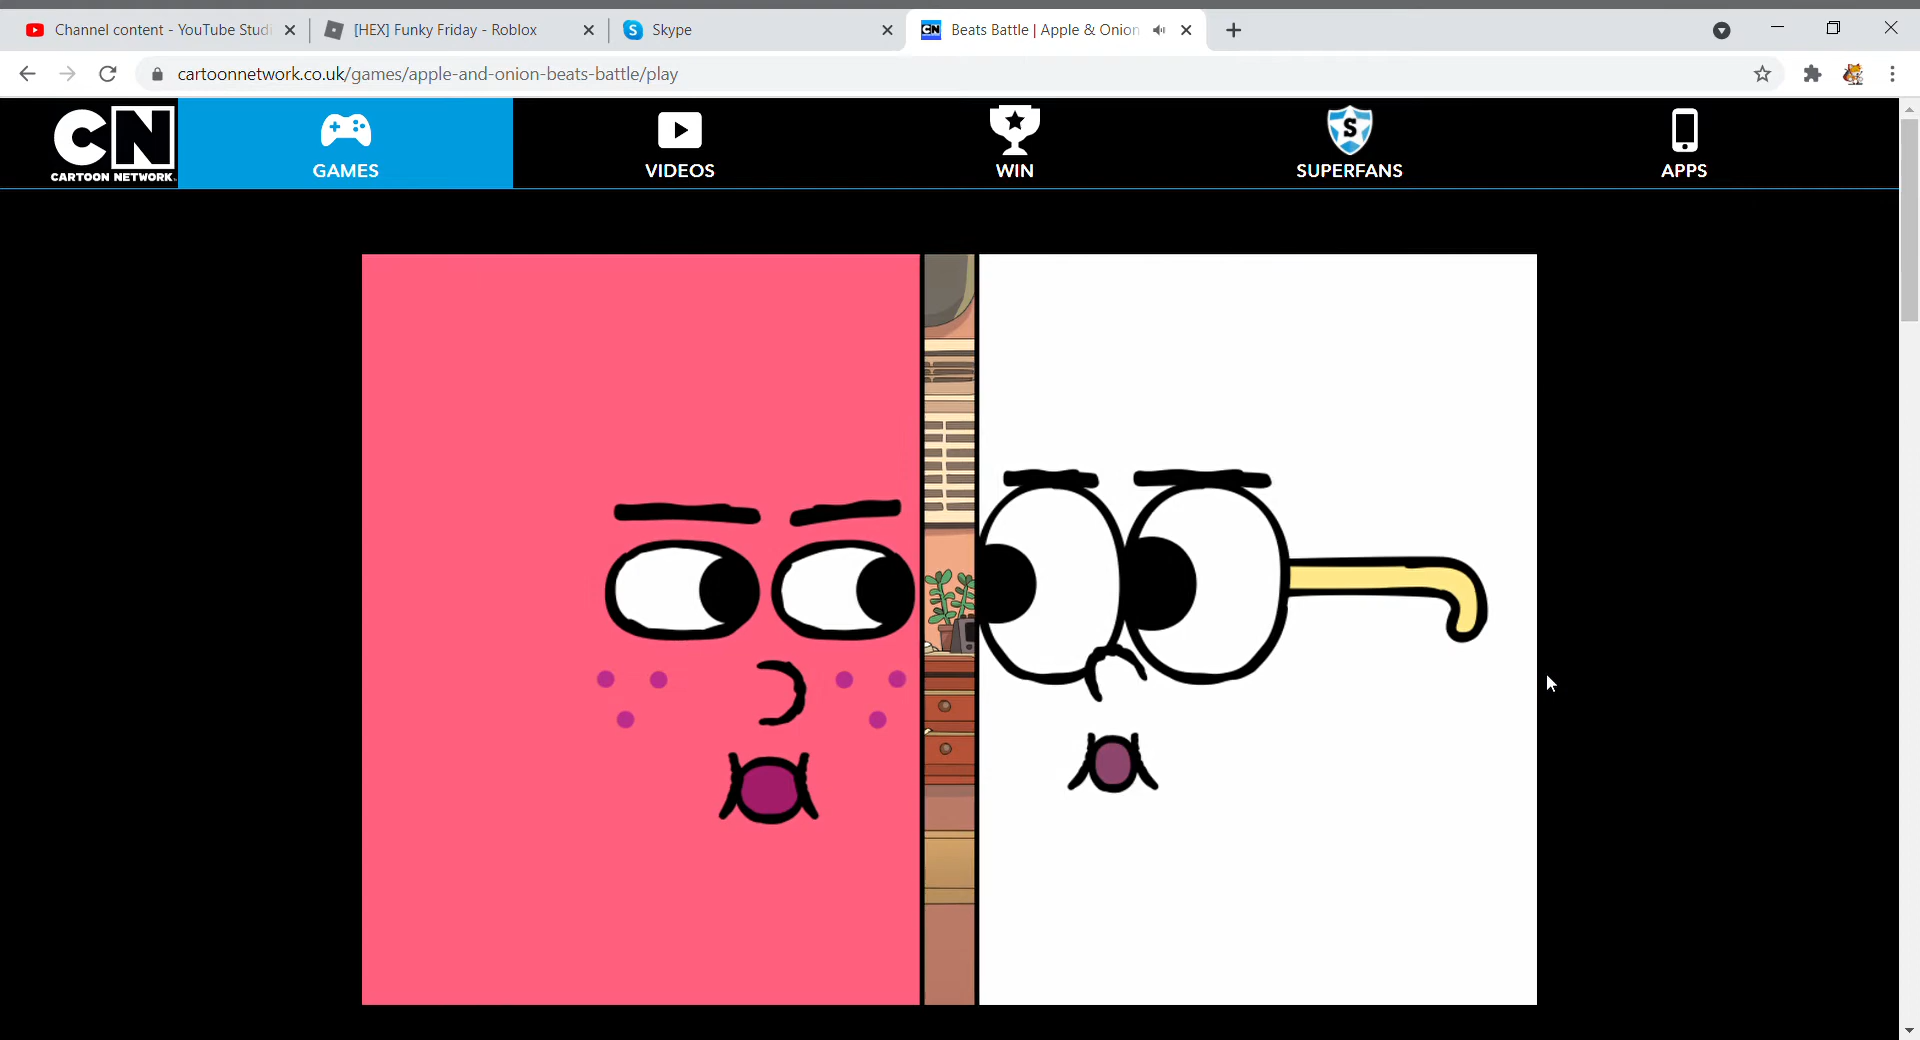 Channel content - YouTube Studi
[HEX] Funky Friday - Roblox
Skype
CN Beats Battle | Apple & Onion
cartoonnetwork.co.uk/games/apple-and-onion-beats-battle/play
CN
CARTOON NETWORK
GAMES
VIDEOS
WIN
S
SUPERFANS
APPS